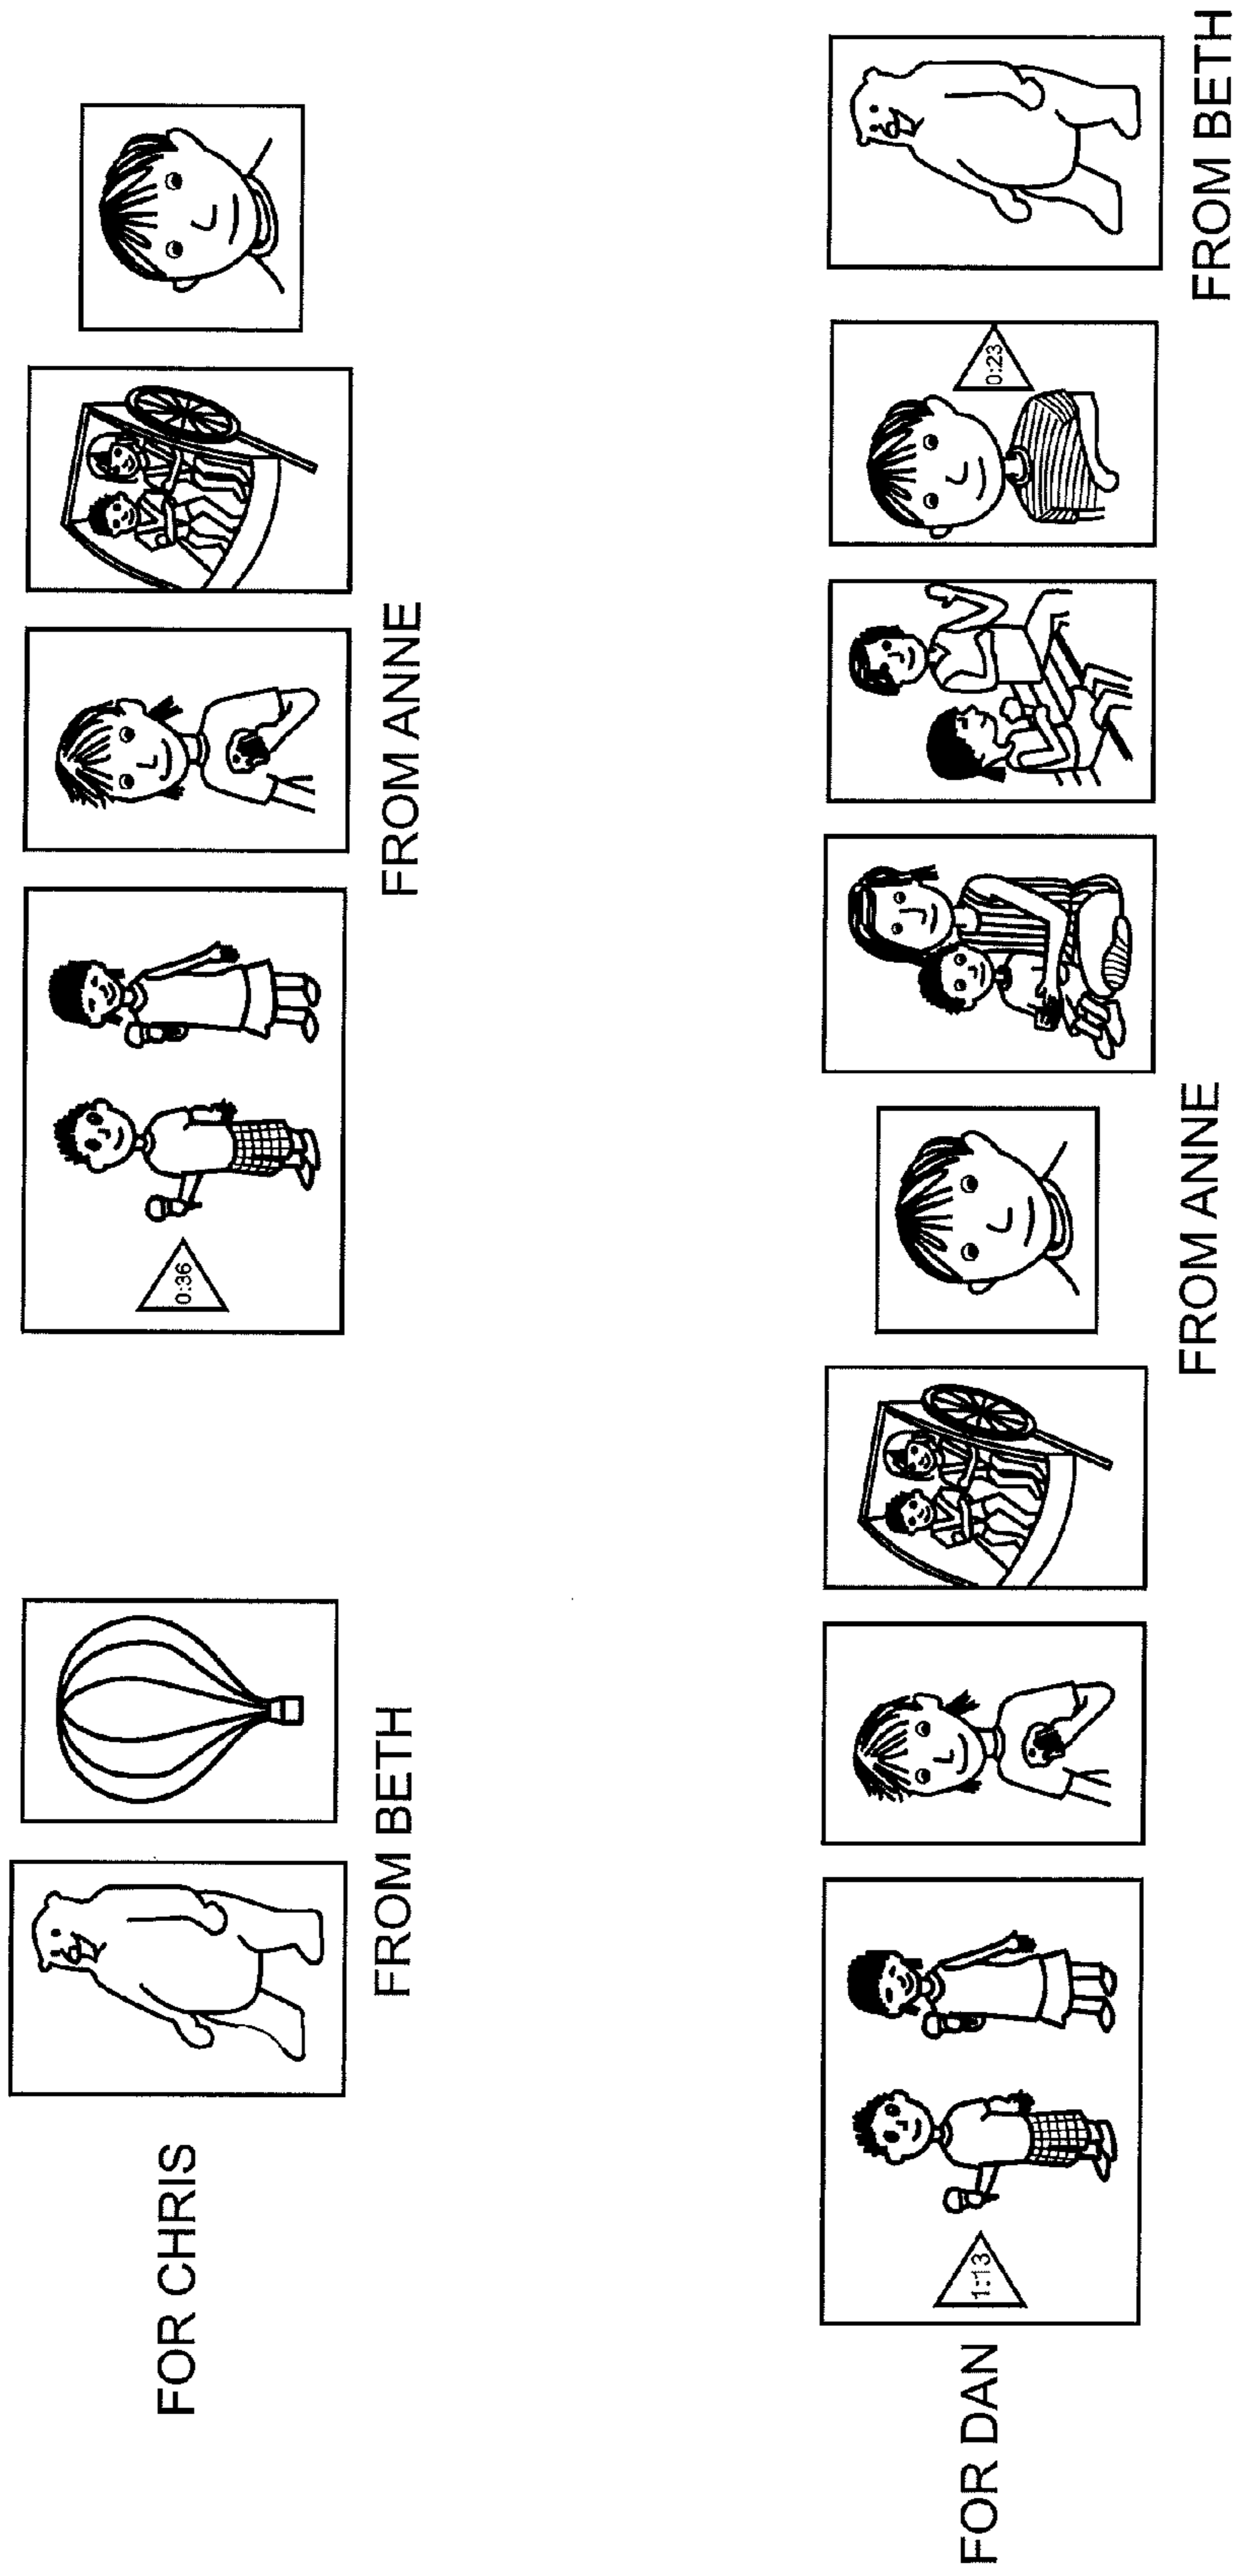 FOR CHRIS
FROM BETH
0:36
FROM ANNE
FOR DAN
1:13
FROM ANNE
0:23
FROM BETH